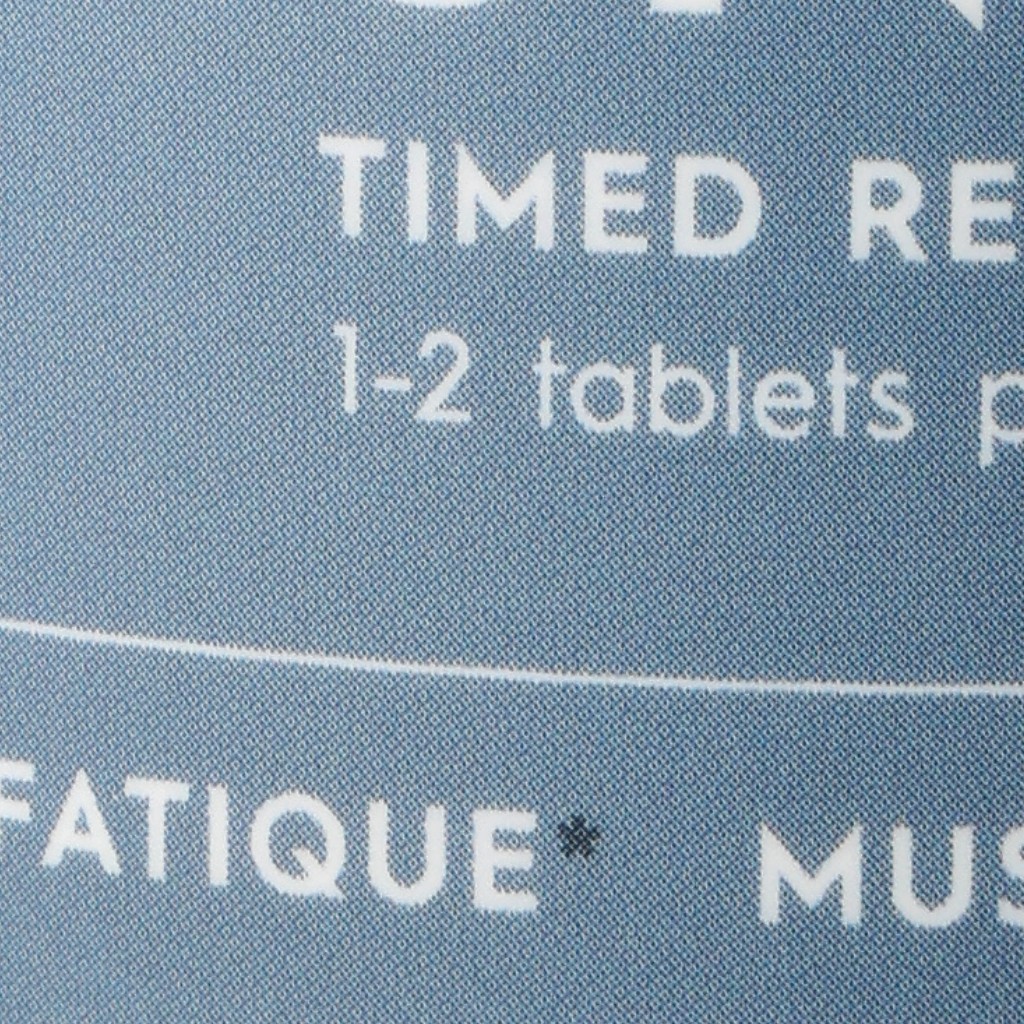 TIMED RE
1-2 tablets p
FATIQUE* MUS